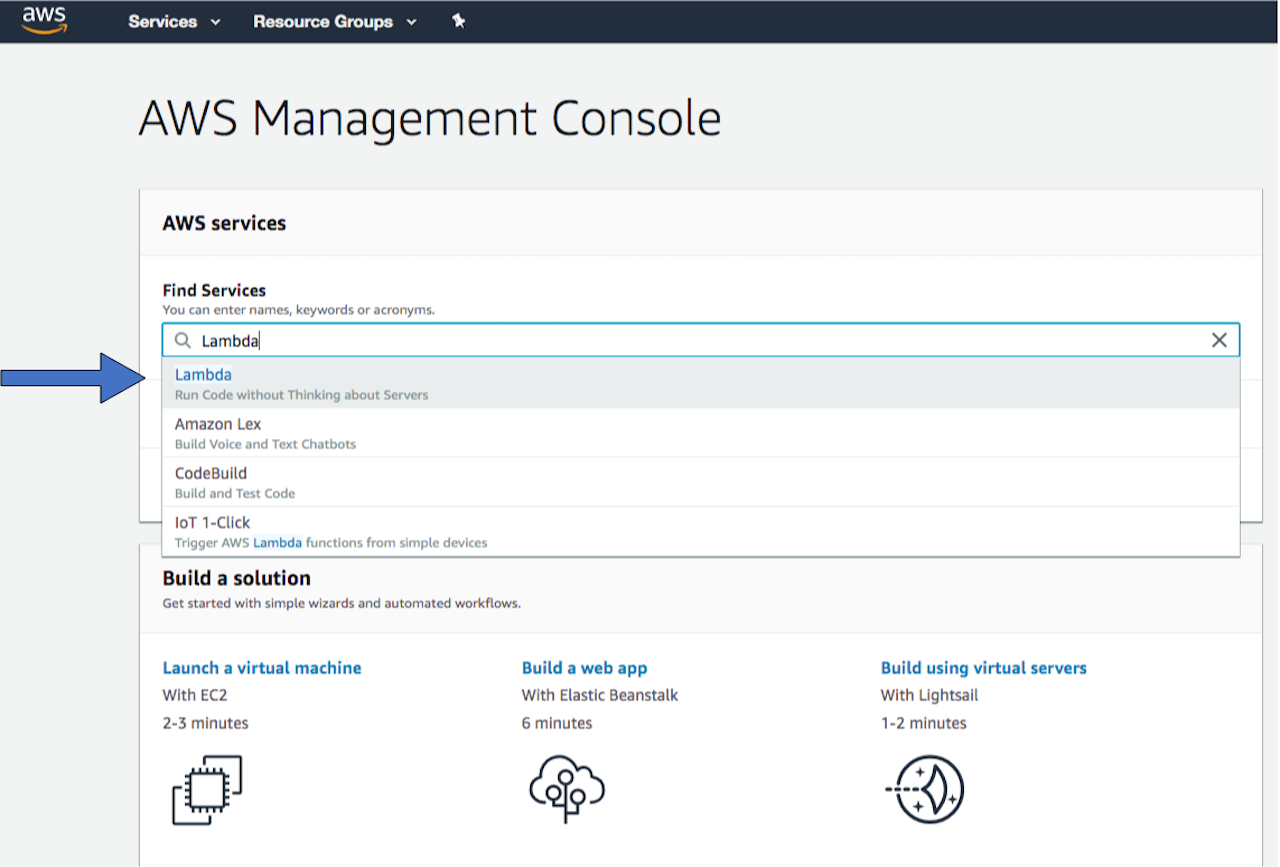 aws Services Resource Groups
AWS Management Console
AWS services
Find Services
You can enter names, keywords or acronyms.
Lambda
Lambda
Run Code without Thinking about Servers
Amazon Lex
Build Voice and Text Chatbots
CodeBuild
Build and Test Code
IoT 1-Click
Trigger AWS Lambda functions from simple devices
Build a solution
Get started with simple wizards and automated workflows.
Launch a virtual machine
With EC2
2-3 minutes
Build a web app
With Elastic Beanstalk
6 minutes
Build using virtual servers
With Lightsail
1-2 minutes